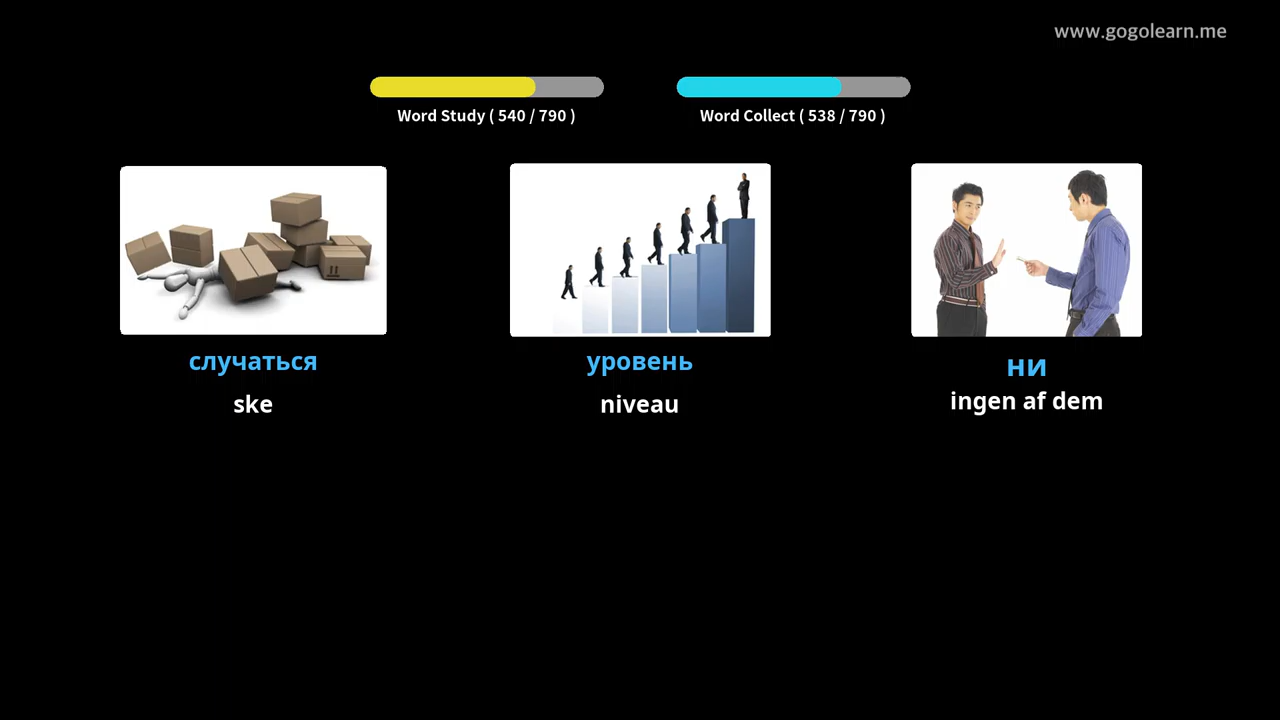 www.gogolearn.me
Word Study ( 540 / 790 )
Word Collect ( 538 / 790 )
случаться
ske
уровень
niveau
ни
ingen af dem